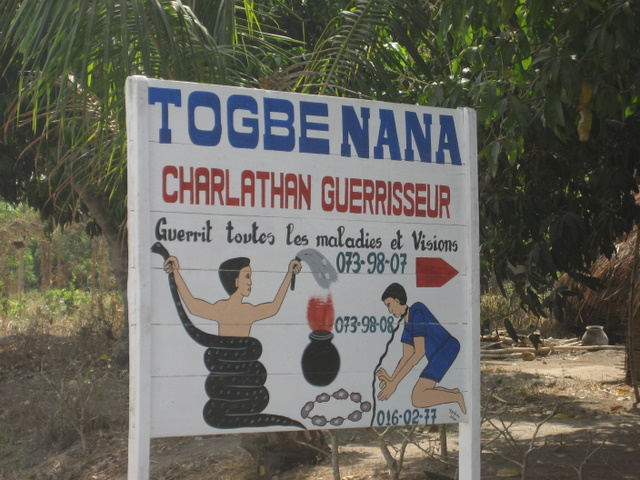 TOGBE NANA
CHARLATHAN GUERRISSEUR
Guerrit toutes les maladies et Visions
073-98-07
073-98-08
016-02-77